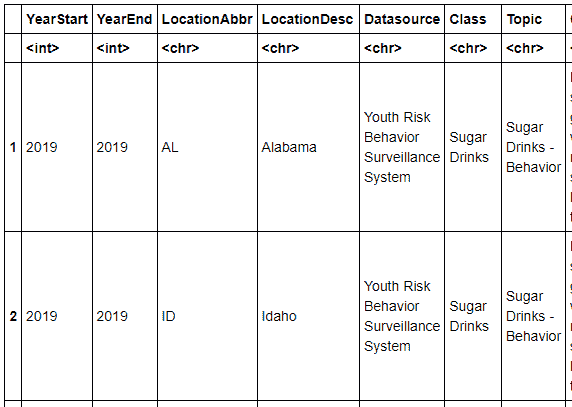 YearStart YearEnd LocationAbbr LocationDesc Datasource Class Topic
<int> <int> <chr> <chr> <chr> <chr> <chr>
1 2019 2019 AL Alabama Youth Risk Behavior Surveillance System Sugar Drinks Sugar Drinks - Behavior
2 2019 2019 ID Idaho Youth Risk Behavior Surveillance System Sugar Drinks Sugar Drinks - Behavior